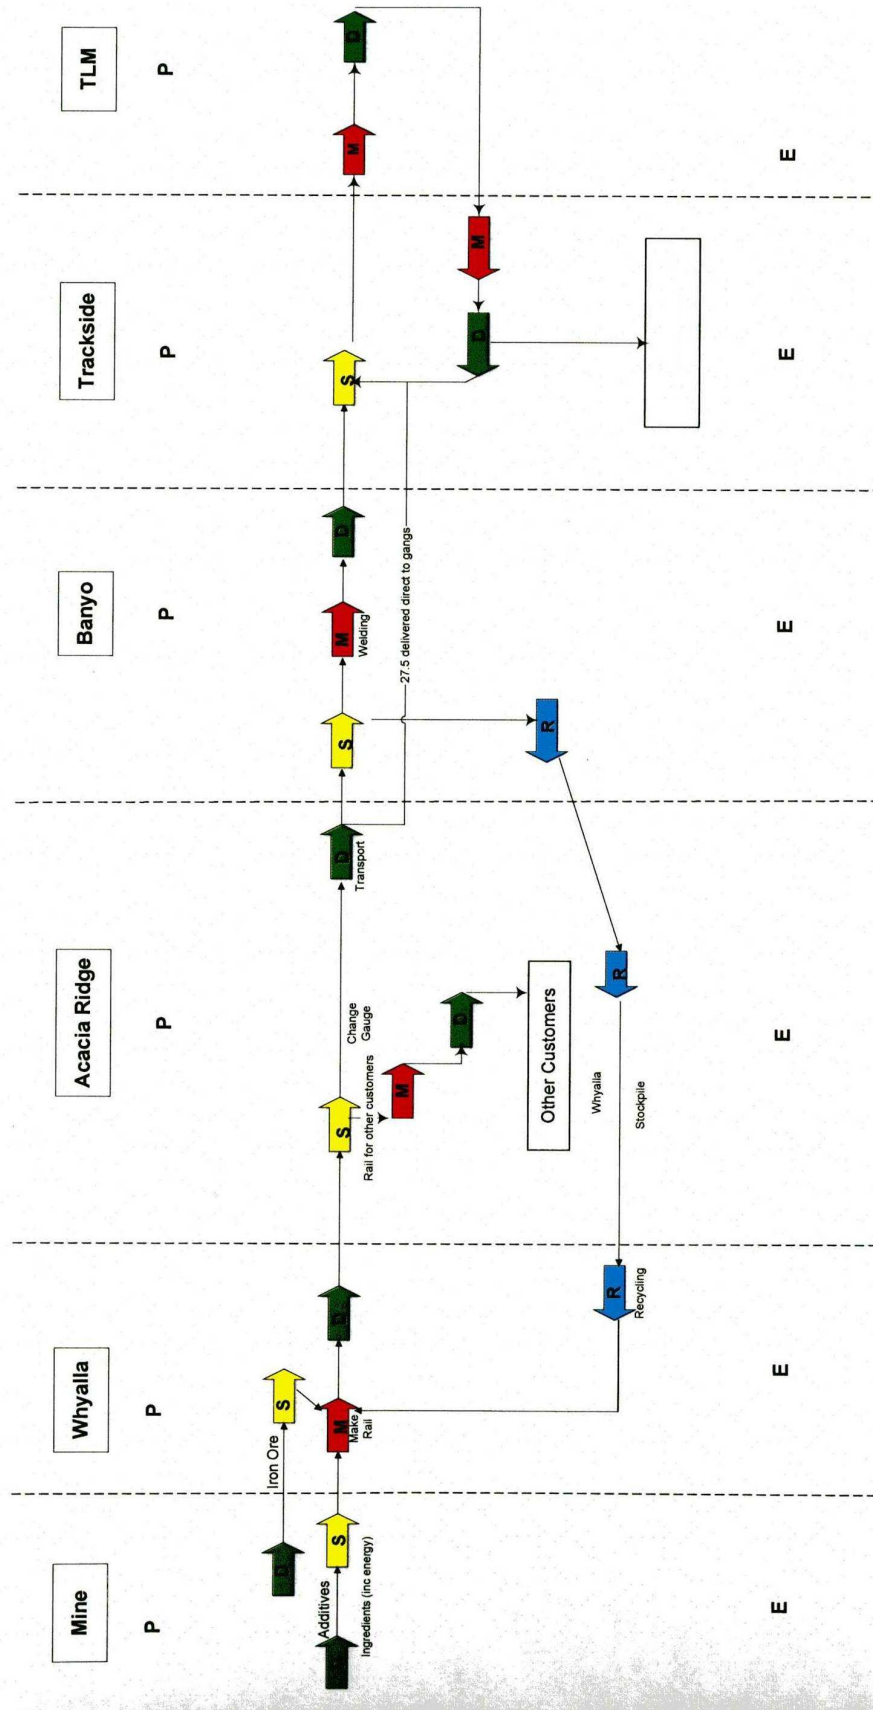 Mine
Whyalla
Acacia Ridge
Banyo
Trackside
TLM
P
P
P
P
P
P
D
Iron Ore
S
Additives
S
Ingredients (inc energy)
M
Make
Rail
D
S
Change
Gauge
D
Transport
S
M
Welding
D
S
M
D
Rail for other customers
M
D
Other Customers
27.5 delivered direct to gangs
M
D
R
R
Whyalla
Stockpile
R
Recycling
E
E
E
E
E
E